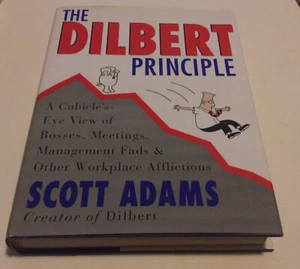 THE
DILBERT
PRINCIPLE
A Cubicle's-
Eye View of
Bosses, Meetings,
Management Fads &
Other Workplace Afflictions
SCOTT ADAMS
Creator of Dilbert